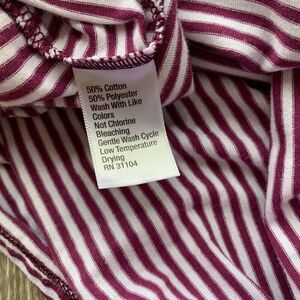 50% Cotton
50% Polyester
Wash With Like
Colors
Not Chlorine
Bleaching
Gentle Wash Cycle
Low Temperature
Drying
RN 31104